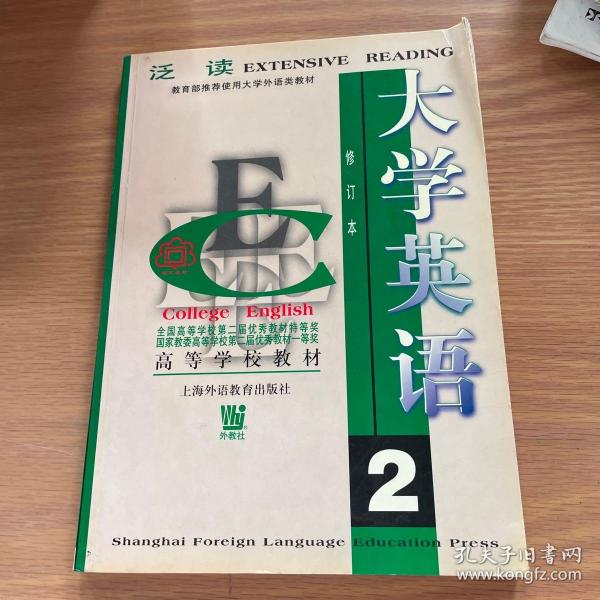 泛 读 EXTENSIVE READING
教育部推荐使用大学外语类教材
大学英语
修订本
E
C
College English
全国高等学校第二届优秀教材特等奖
国家教委高等学校第二届优秀教材一等奖
高等学校教材
上海外语教育出版社
Whj®
外教社
2
Shanghai Foreign Language Education Press
孔夫子旧书网
www.kongfz.com